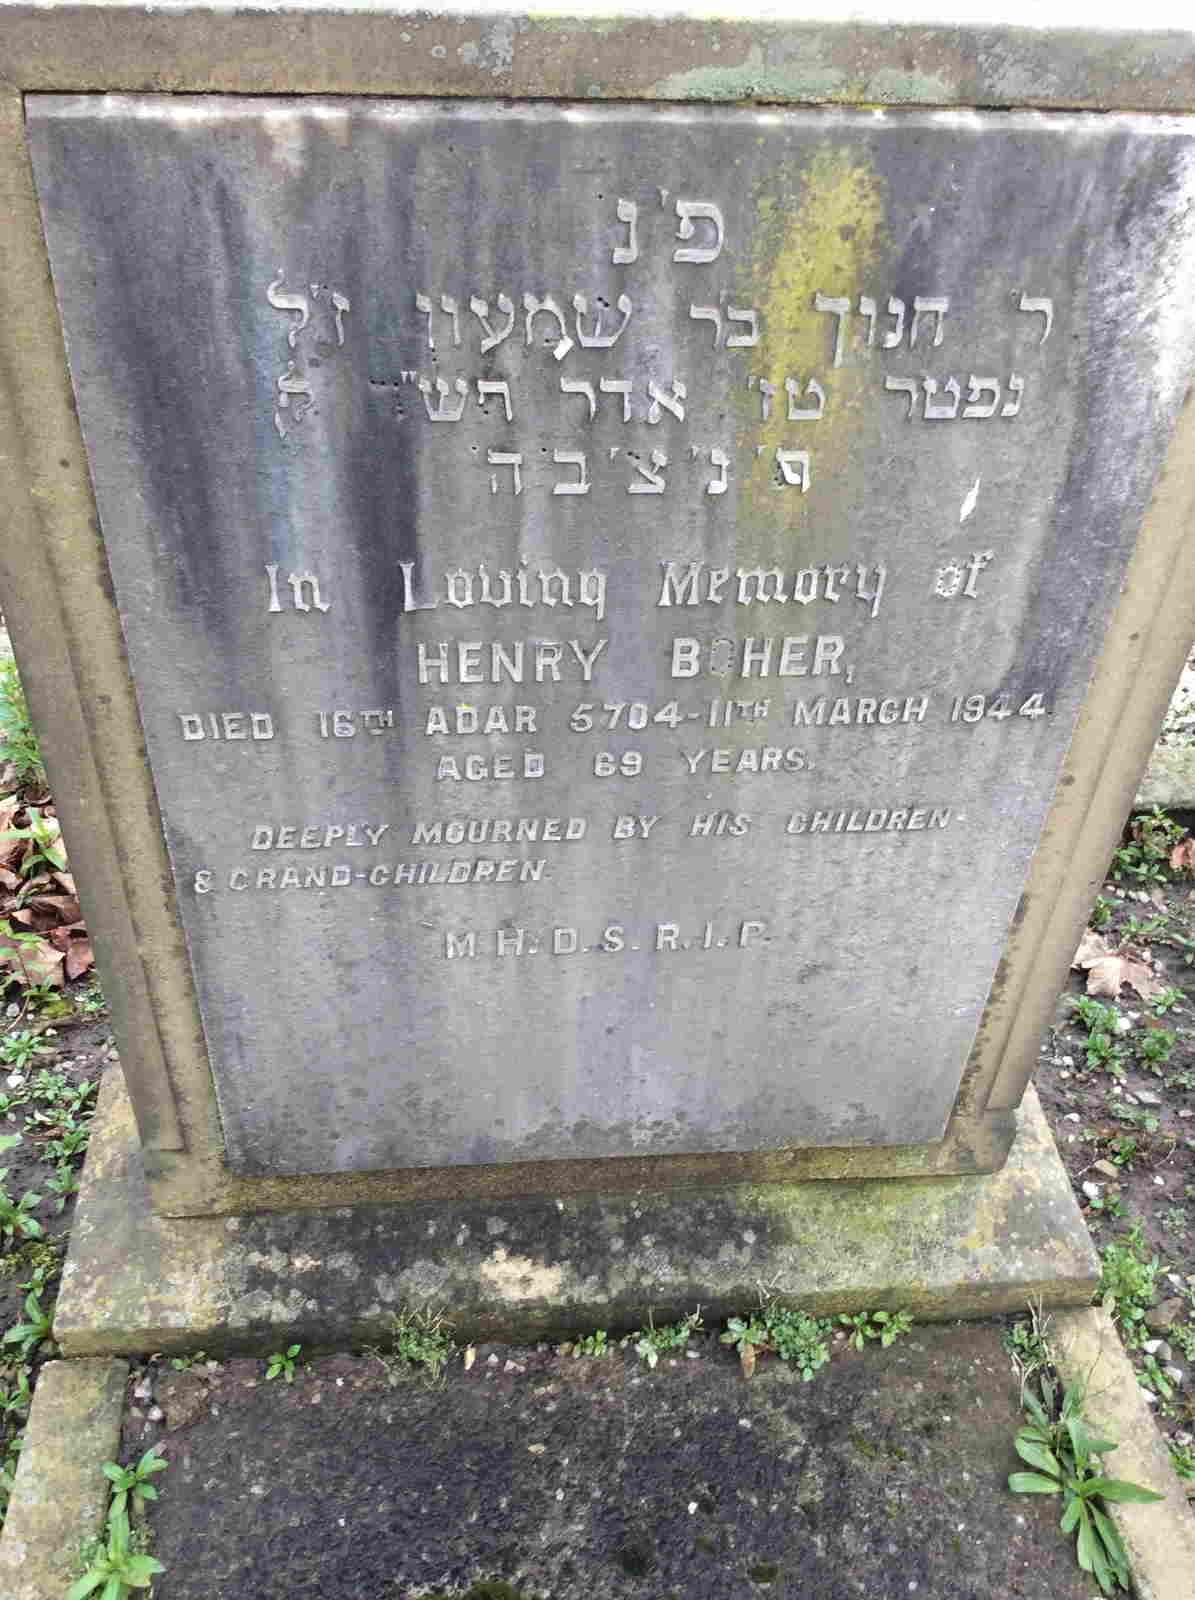 פ'נ
ר' חנוך בר שמעון ז"ל
נפטר טז' אדר תש"ד לק
ת'נ'צ'ב'ה'
In Loving Memory of
HENRY BOHER,
DIED 16TH ADAR 5704-11TH MARCH 1944.
AGED 69 YEARS.
DEEPLY MOURNED BY HIS CHILDREN
& GRAND-CHILDREN.
M.H.D.S.R.I.P.